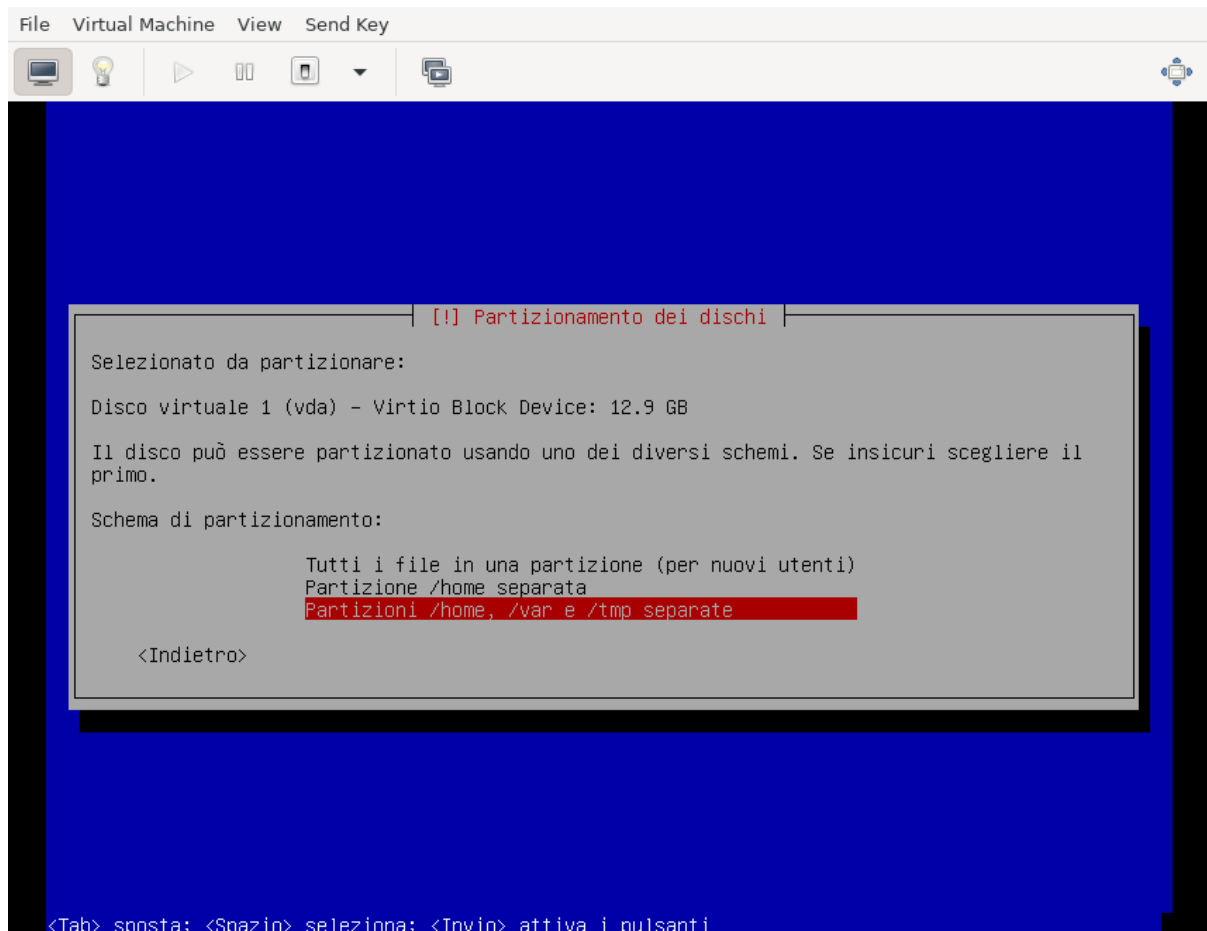 File Virtual Machine View Send Key
[!] Partizionamento dei dischi
Selezionato da partizionare:
Disco virtuale 1 (vda) – Virtio Block Device: 12.9 GB
Il disco può essere partizionato usando uno dei diversi schemi. Se insicuri scegliere il
primo.
Schema di partizionamento:
Tutti i file in una partizione (per nuovi utenti)
Partizione /home separata
Partizioni /home, /var e /tmp separate
<Indietro>
<Tab> sposta; <Spazio> seleziona; <Invio> attiva i pulsanti